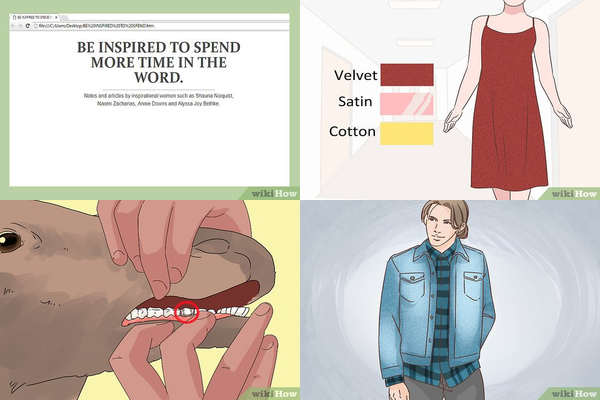 BE INSPIRED TO SPEND
MORE TIME IN THE
WORD.
Notes and articles by inspirational women such as Shauna Niequist,
Naomi Zacharias, Annie Downs and Alyssa Joy Bethke.
wikiHow
Velvet
Satin
Cotton
wikiHow
wikiHow
wikiHow